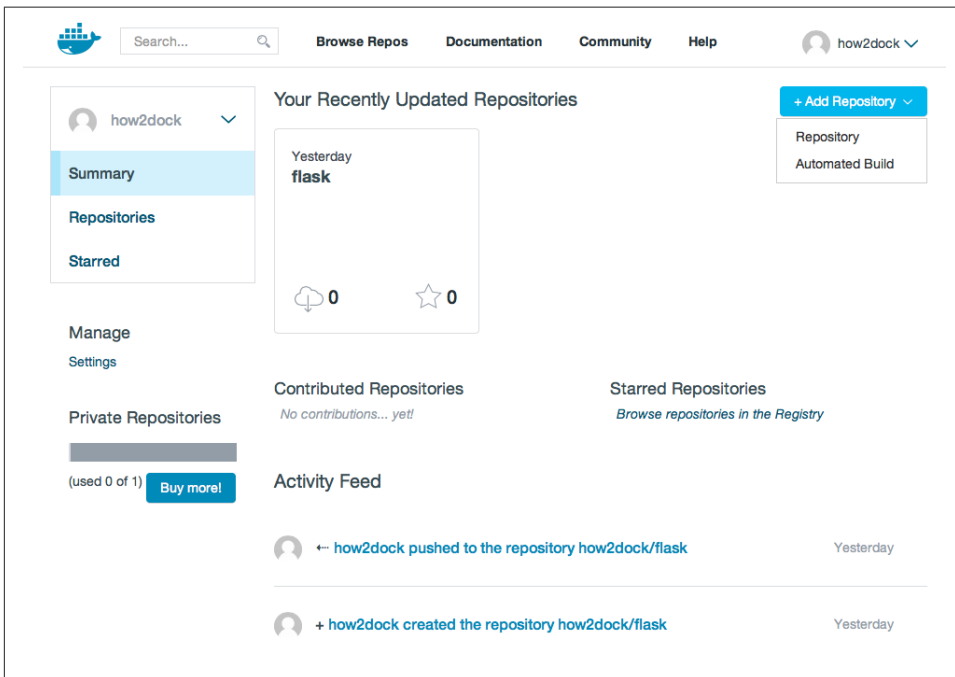 Search...
Browse Repos
Documentation
Community
Help
how2dock
how2dock
Summary
Repositories
Starred
Manage
Settings
Private Repositories
(used 0 of 1)
Buy more!
Your Recently Updated Repositories
+ Add Repository
Repository
Automated Build
Yesterday
flask
0
0
Contributed Repositories
No contributions... yet!
Starred Repositories
Browse repositories in the Registry
Activity Feed
how2dock pushed to the repository how2dock/flask
Yesterday
+ how2dock created the repository how2dock/flask
Yesterday